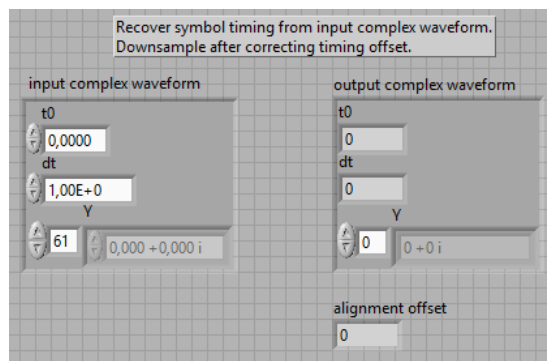 Recover symbol timing from input complex waveform.
Downsample after correcting timing offset.
input complex waveform
t0
0,0000
dt
1,00E+0
Y
61
0,000 +0,000 i
output complex waveform
t0
0
dt
0
Y
0
0 +0 i
alignment offset
0